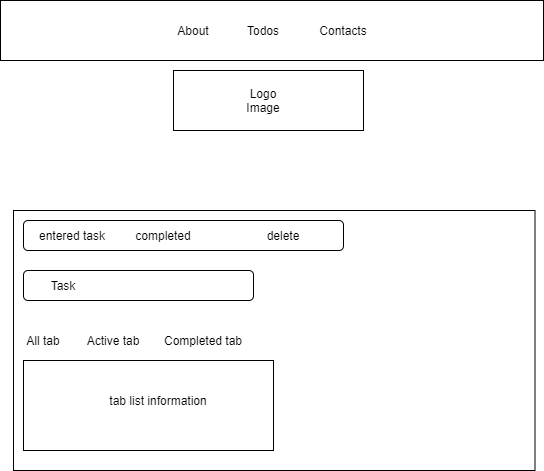 About Todos Contacts
Logo
Image
entered task completed delete
Task
All tab Active tab Completed tab
tab list information